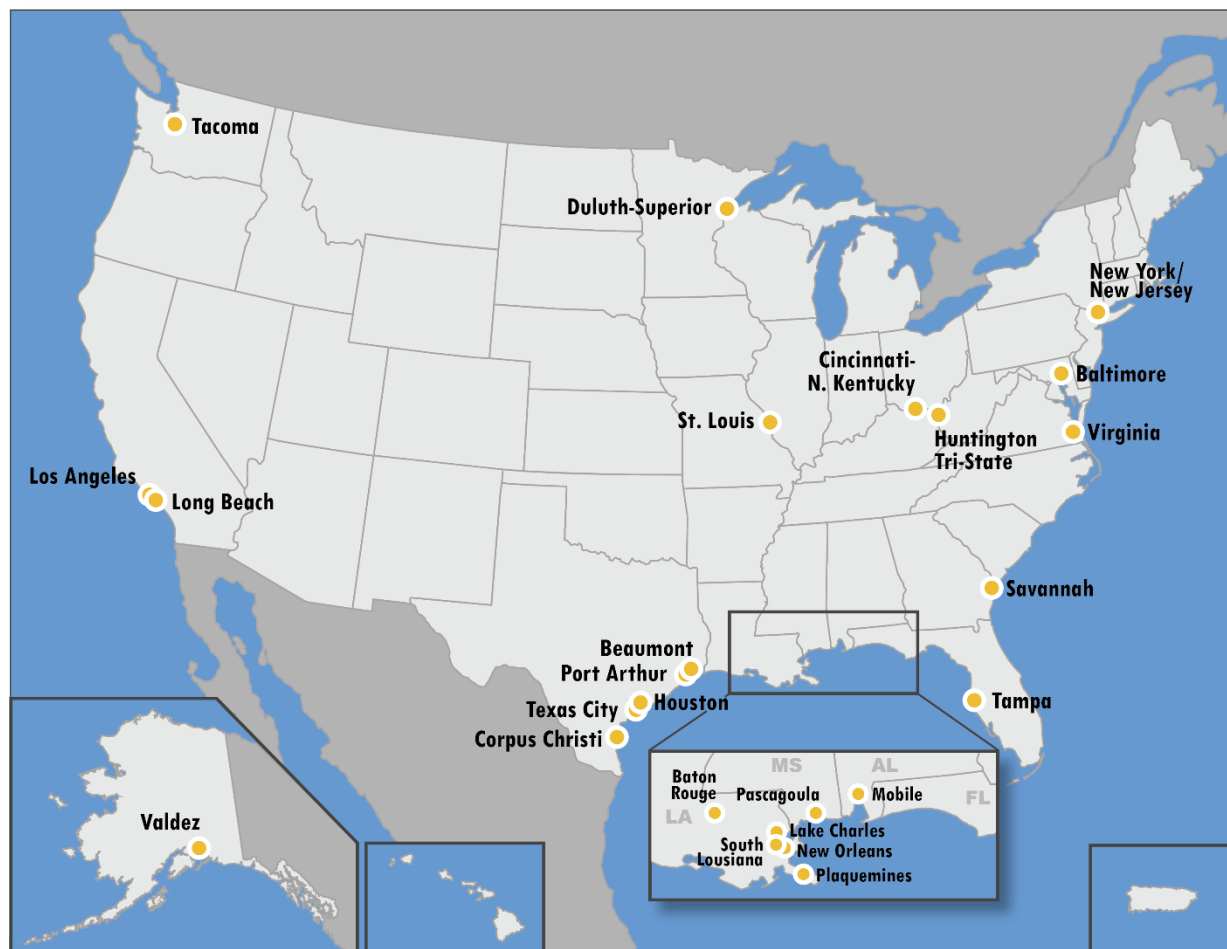 Tacoma
Duluth-Superior
New York/
New Jersey
Cincinnati-
N. Kentucky
Baltimore
St. Louis
Huntington
Tri-State
Virginia
Los Angeles
Long Beach
Savannah
Beaumont
Port Arthur
Houston
Texas City
Corpus Christi
Tampa
MS
AL
FL
LA
Baton
Rouge
Pascagoula
Mobile
Lake Charles
South
Lousiana
New Orleans
Plaquemines
Valdez